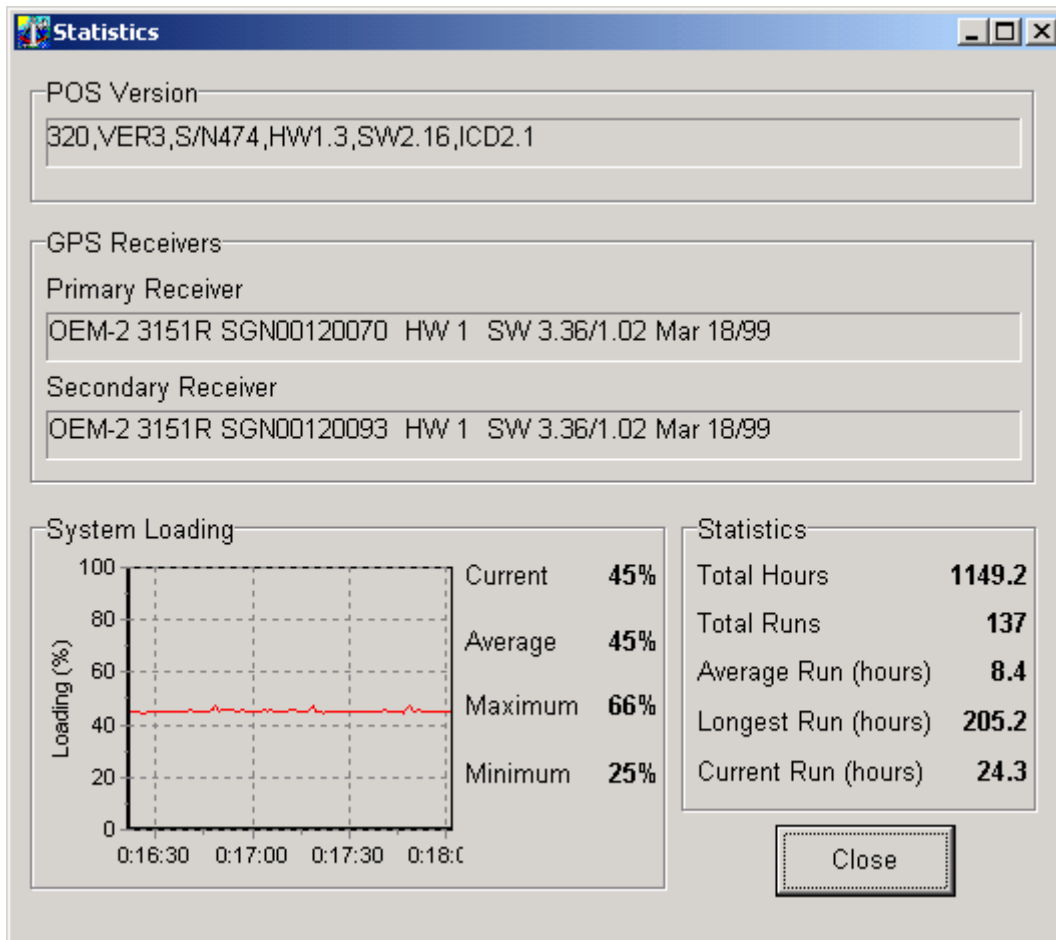 Statistics
POS Version
320,VER3,S/N474,HW1.3,SW2.16,ICD2.1
GPS Receivers
Primary Receiver
OEM-2 3151R SGN00120070 HW 1 SW 3.36/1.02 Mar 18/99
Secondary Receiver
OEM-2 3151R SGN00120093 HW 1 SW 3.36/1.02 Mar 18/99
System Loading
Loading (%)
100
80
60
40
20
0
0:16:30 0:17:00 0:17:30 0:18:0
Current 45%
Average 45%
Maximum 66%
Minimum 25%
Statistics
Total Hours 1149.2
Total Runs 137
Average Run (hours) 8.4
Longest Run (hours) 205.2
Current Run (hours) 24.3
Close